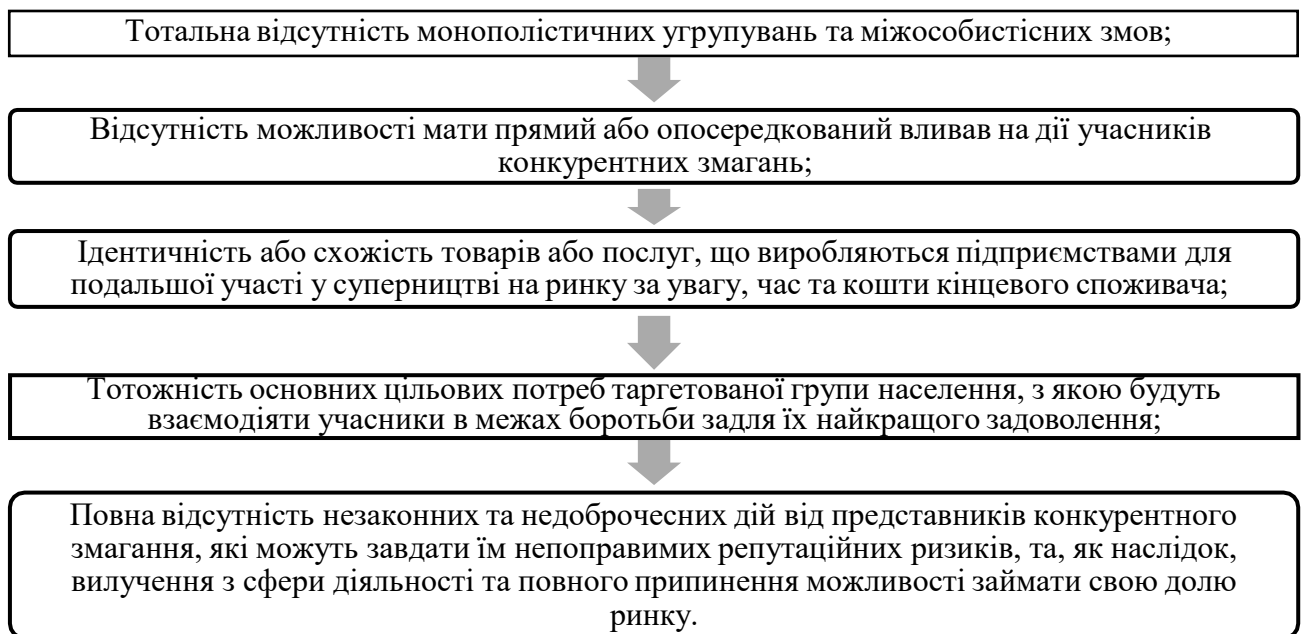 Тотальна відсутність монополістичних угрупувань та міжособистісних змов;
Відсутність можливості мати прямий або опосередкований вливав на дії учасників
конкурентних змагань;
Ідентичність або схожість товарів або послуг, що виробляються підприємствами для
подальшої участі у суперництві на ринку за увагу, час та кошти кінцевого споживача;
Тотожність основних цільових потреб таргетованої групи населення, з якою будуть
взаємодіяти учасники в межах боротьби задля їх найкращого задоволення;
Повна відсутність незаконних та недоброчесних дій від представників конкурентного
змагання, які можуть завдати їм непоправимих репутаційних ризиків, та, як наслідок,
вилучення з сфери діяльності та повного припинення можливості займати свою долю
ринку.